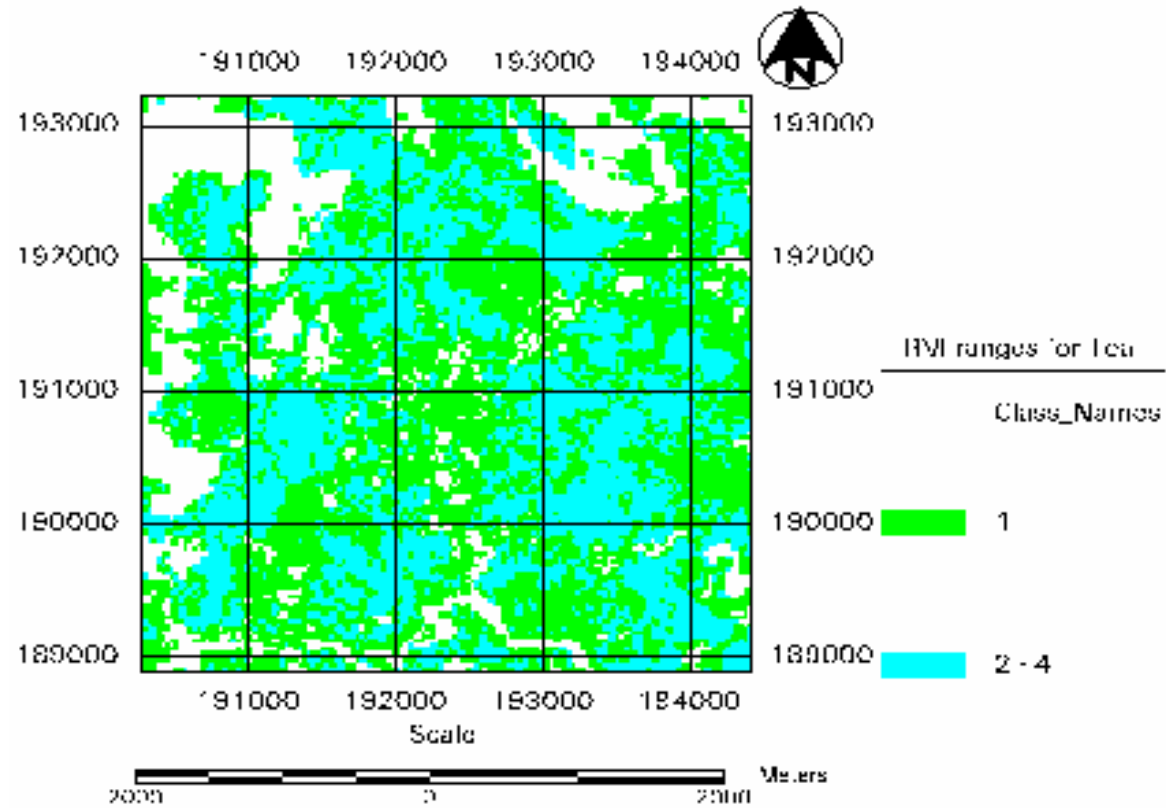 191000 192000 193000 194000
N
193000 193000
192000 192000
RVI ranges for Tea
191000 191000
Class_Names
190000 190000
1
189000 189000
2 - 4
191000 192000 193000 194000
Scale
Meters
2000 0 2000